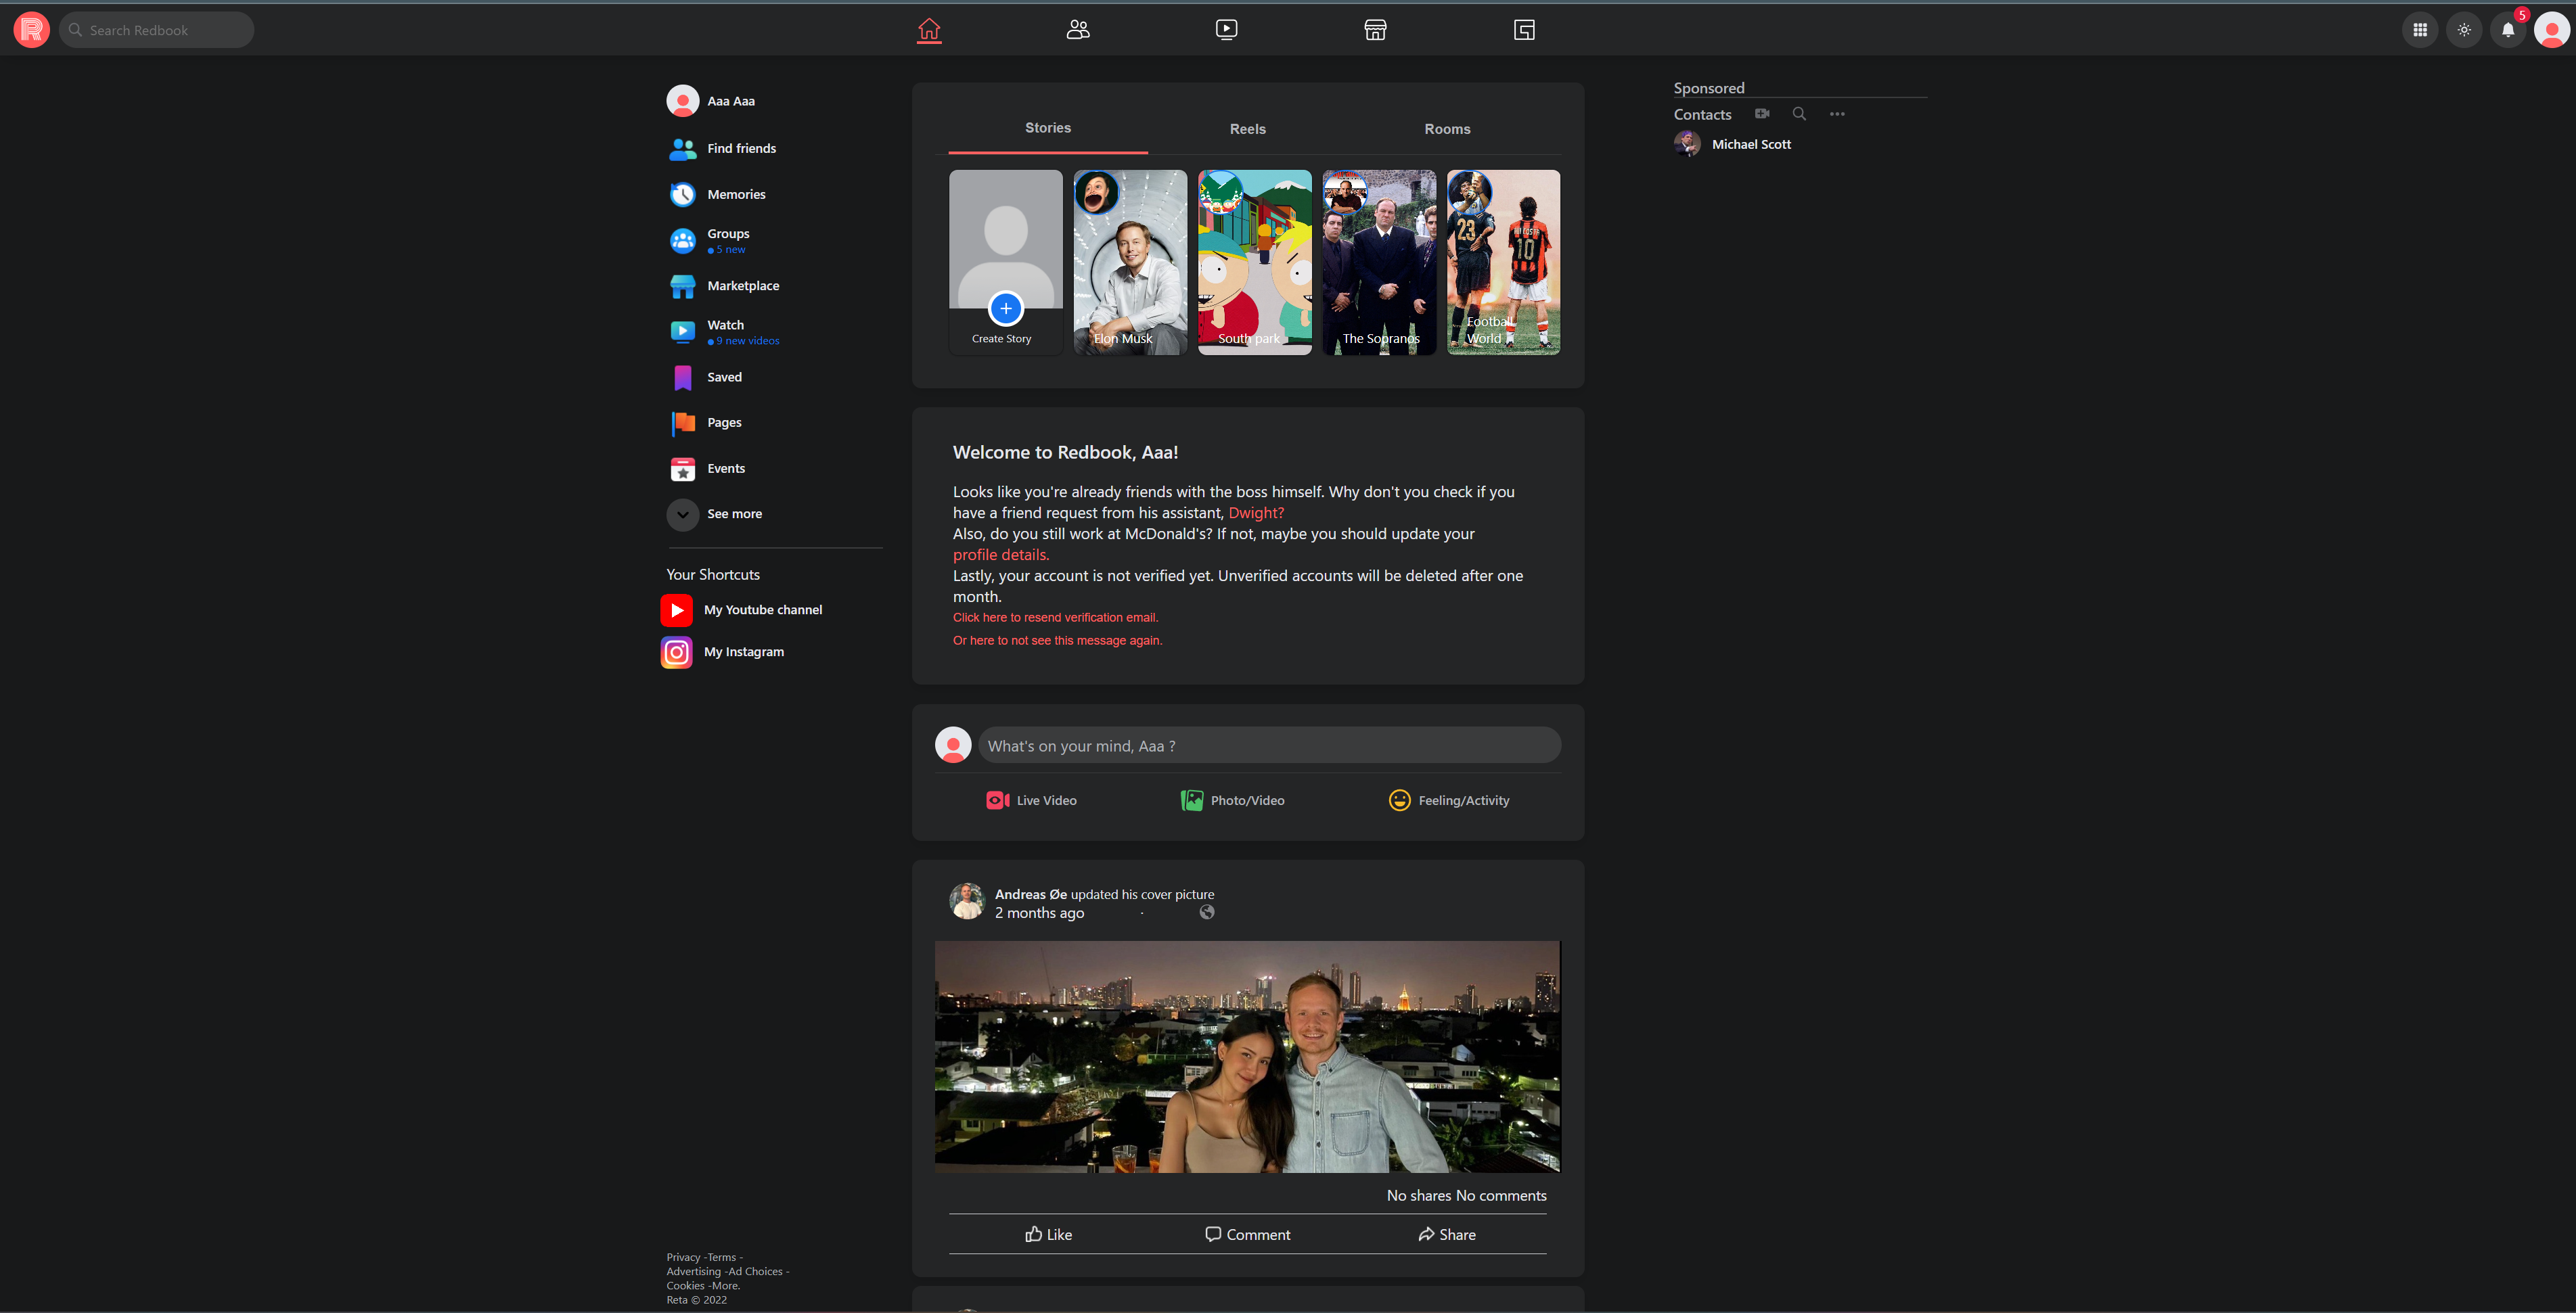 Search Redbook
5
Aaa Aaa
Find friends
Memories
Groups
5 new
Marketplace
Watch
9 new videos
Saved
Pages
Events
See more
Your Shortcuts
My Youtube channel
My Instagram
Privacy -Terms -
Advertising -Ad Choices -
Cookies -More.
Reta © 2022
Stories
Reels
Rooms
Create Story
Elon Musk
South park
The Sopranos
23
10
Football
World
Welcome to Redbook, Aaa!
Looks like you're already friends with the boss himself. Why don't you check if you
have a friend request from his assistant, Dwight?
Also, do you still work at McDonald's? If not, maybe you should update your
profile details.
Lastly, your account is not verified yet. Unverified accounts will be deleted after one
month.
Click here to resend verification email.
Or here to not see this message again.
What's on your mind, Aaa ?
Live Video
Photo/Video
Feeling/Activity
Andreas Øe updated his cover picture
2 months ago ·
No shares No comments
Like
Comment
Share
Sponsored
Contacts
Michael Scott